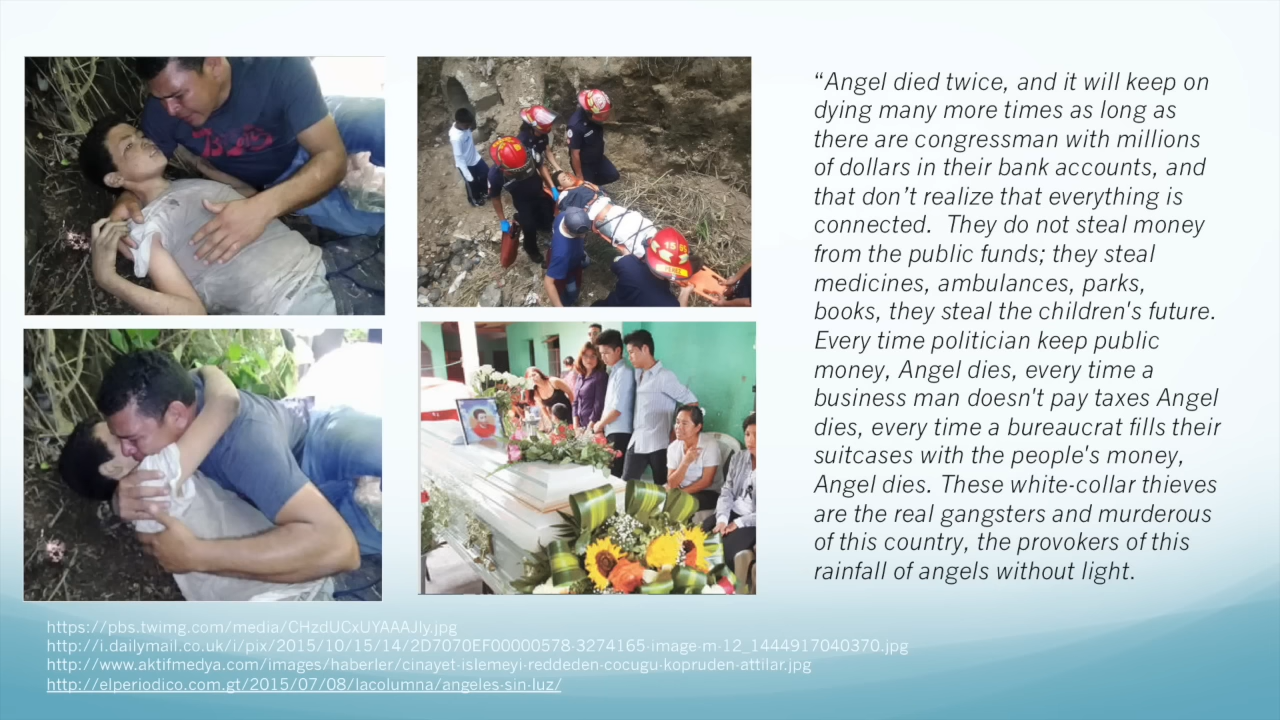 “Angel died twice, and it will keep on
dying many more times as long as
there are congressman with millions
of dollars in their bank accounts, and
that don’t realize that everything is
connected.  They do not steal money
from the public funds; they steal
medicines, ambulances, parks,
books, they steal the children's future.
Every time politician keep public
money, Angel dies, every time a
business man doesn't pay taxes Angel
dies, every time a bureaucrat fills their
suitcases with the people's money,
Angel dies.  These white-collar thieves
are the real gangsters and murderous
of this country, the provokers of this
rainfall of angels without light.
https://pbs.twimg.com/media/CHzdUCxUYAAAJly.jpg
http://i.dailymail.co.uk/i/pix/2015/10/15/14/2D7070EF00000578-3274165-image-m-12_1444917040370.jpg
http://www.aktifmedya.com/images/haberler/cinayet-islemeyi-reddeden-cocugu-kopruden-attilar.jpg
http://elperiodico.com.gt/2015/07/08/lacolumna/angeles-sin-luz/